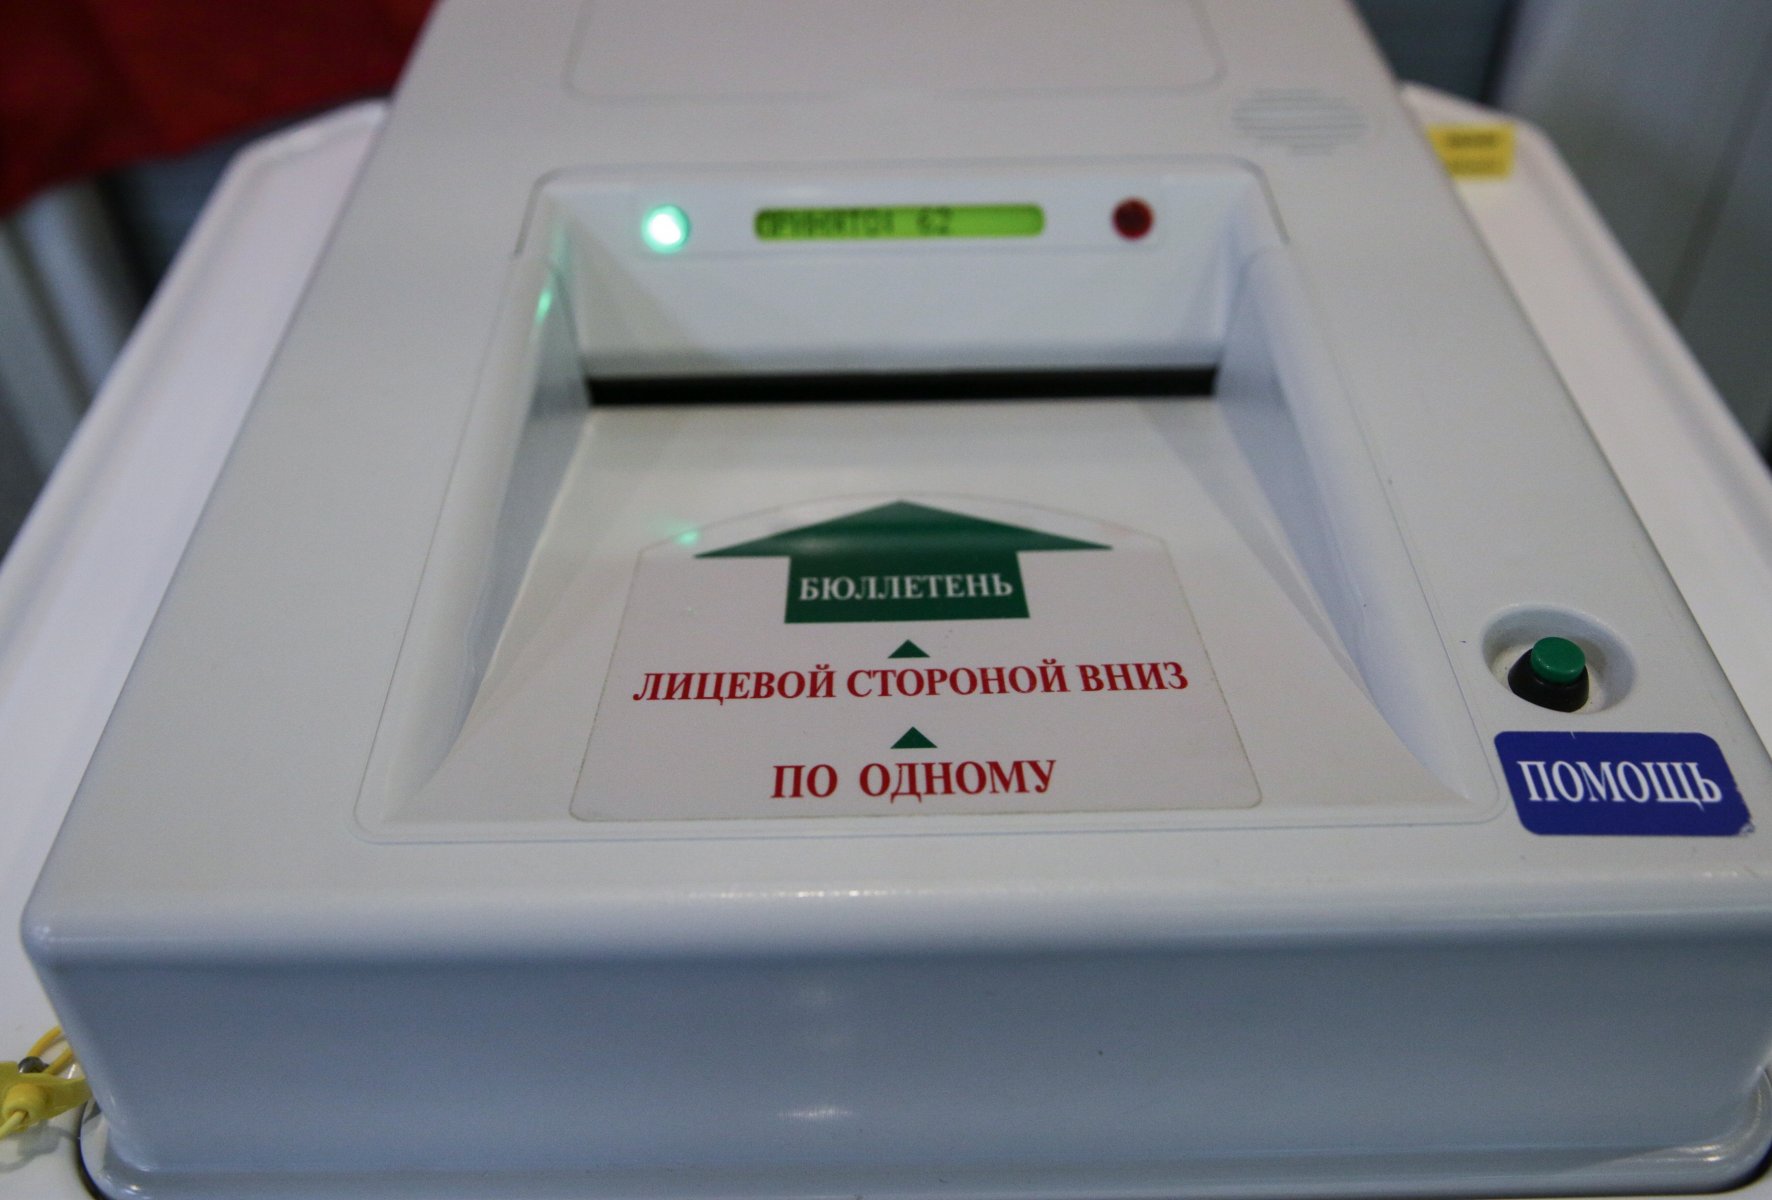 ПРИНЯТО: 62
БЮЛЛЕТЕНЬ
ЛИЦЕВОЙ СТОРОНОЙ ВНИЗ
ПО ОДНОМУ
ПОМОЩЬ